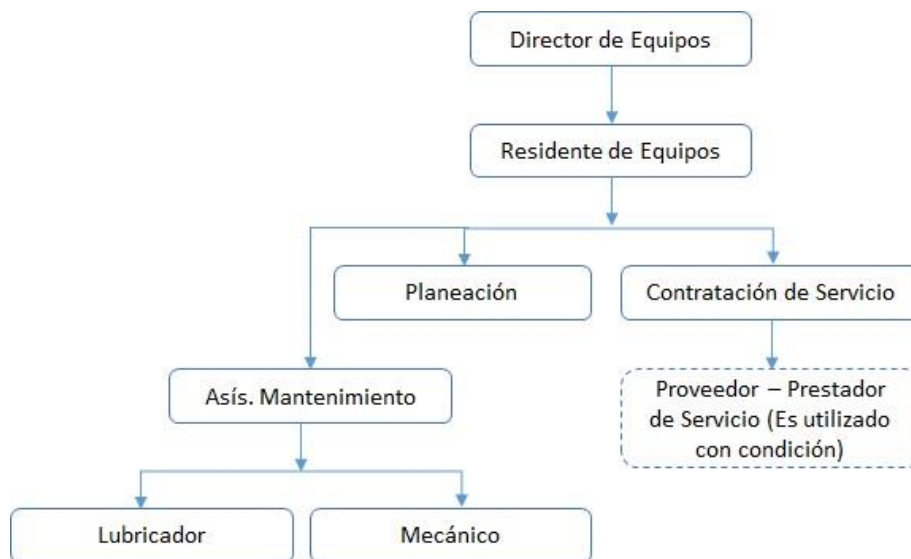 Director de Equipos
Residente de Equipos
Planeación
Contratación de Servicio
Asís. Mantenimiento
Proveedor – Prestador
de Servicio (Es utilizado
con condición)
Lubricador
Mecánico